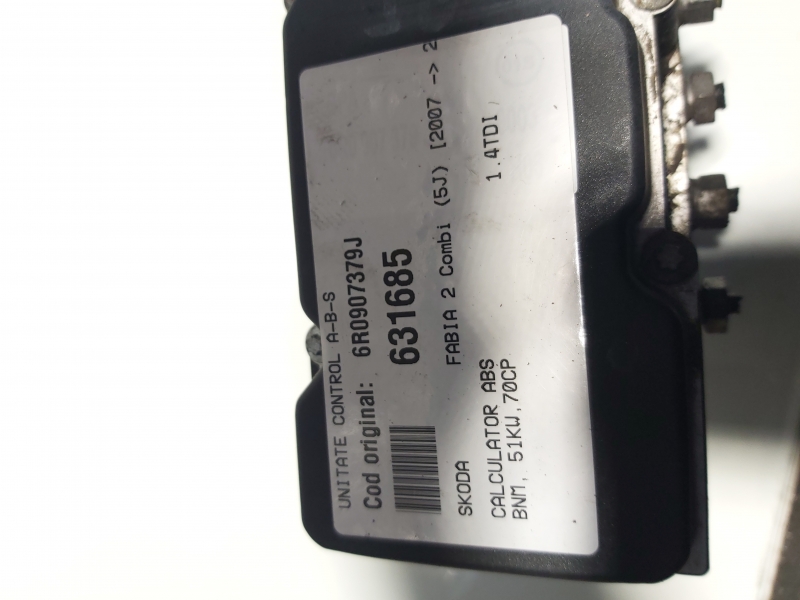 UNITATE CONTROL A-B-S
Cod original: 6R0907379J
631685
SKODA FABIA 2 Combi (5J) [2007 -> 2
CALCULATOR ABS 1.4TDI,
BNM, 51KW,70CP